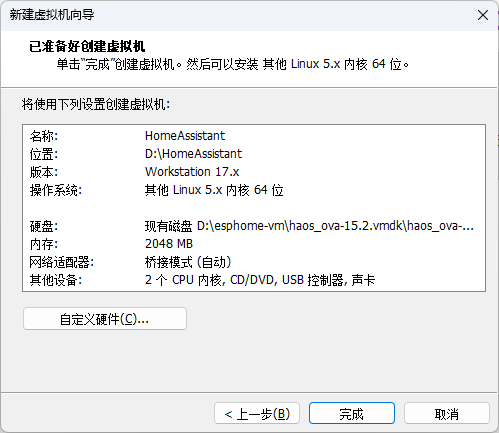 新建虚拟机向导
已准备好创建虚拟机
单击“完成”创建虚拟机。然后可以安装 其他 Linux 5.x 内核 64 位。
将使用下列设置创建虚拟机:
名称: HomeAssistant
位置: D:\HomeAssistant
版本: Workstation 17.x
操作系统: 其他 Linux 5.x 内核 64 位
硬盘: 现有磁盘 D:\esphome-vm\haos_ova-15.2.vmdk\haos_ova-...
内存: 2048 MB
网络适配器: 桥接模式 (自动)
其他设备: 2 个 CPU 内核, CD/DVD, USB 控制器, 声卡
自定义硬件(C)...
< 上一步(B) 完成 取消